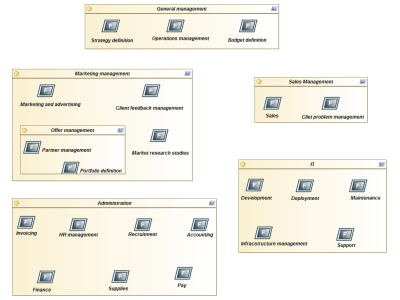 General management
Strategy definition
Operations management
Budget definition
Marketing management
Marketing and advertising
Client feedback management
Offer management
Partner management
Portfolio definition
Market research studies
Sales Management
Sales
Cliet problem management
IT
Development
Deployment
Maintenance
Infracstructure management
Support
Administration
Invoicing
HR management
Recruitment
Accounting
Finance
Supplies
Pay